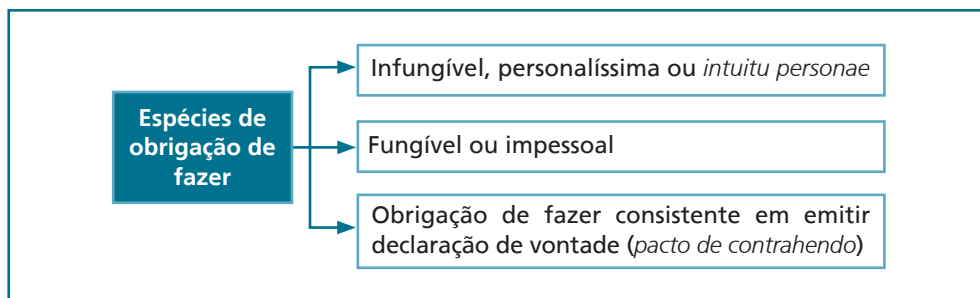 Espécies de
obrigação de
fazer
Infungível, personalíssima ou intuitu personae
Fungível ou impessoal
Obrigação de fazer consistente em emitir
declaração de vontade (pacto de contrahendo)